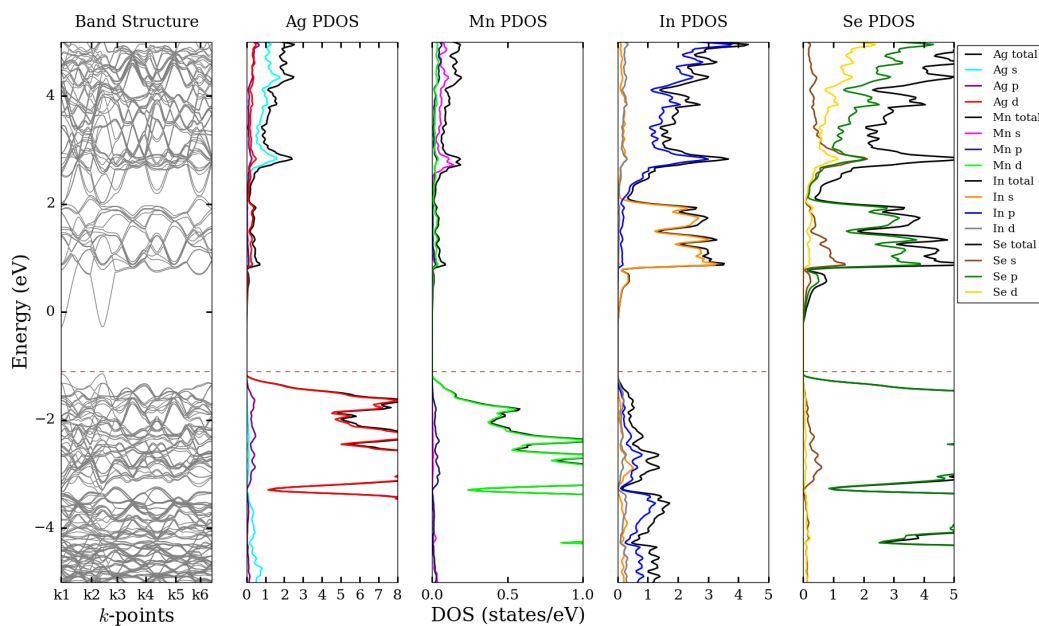 Band Structure
Ag PDOS
Mn PDOS
In PDOS
Se PDOS
Energy (eV)
4
2
0
−2
−4
k1 k2 k3 k4 k5 k6
k-points
0 1 2 3 4 5 6 7 8
0.0 0.5 1.0
DOS (states/eV)
0 1 2 3 4 5
0 1 2 3 4 5
Ag total
Ag s
Ag p
Ag d
Mn total
Mn s
Mn p
Mn d
In total
In s
In p
In d
Se total
Se s
Se p
Se d